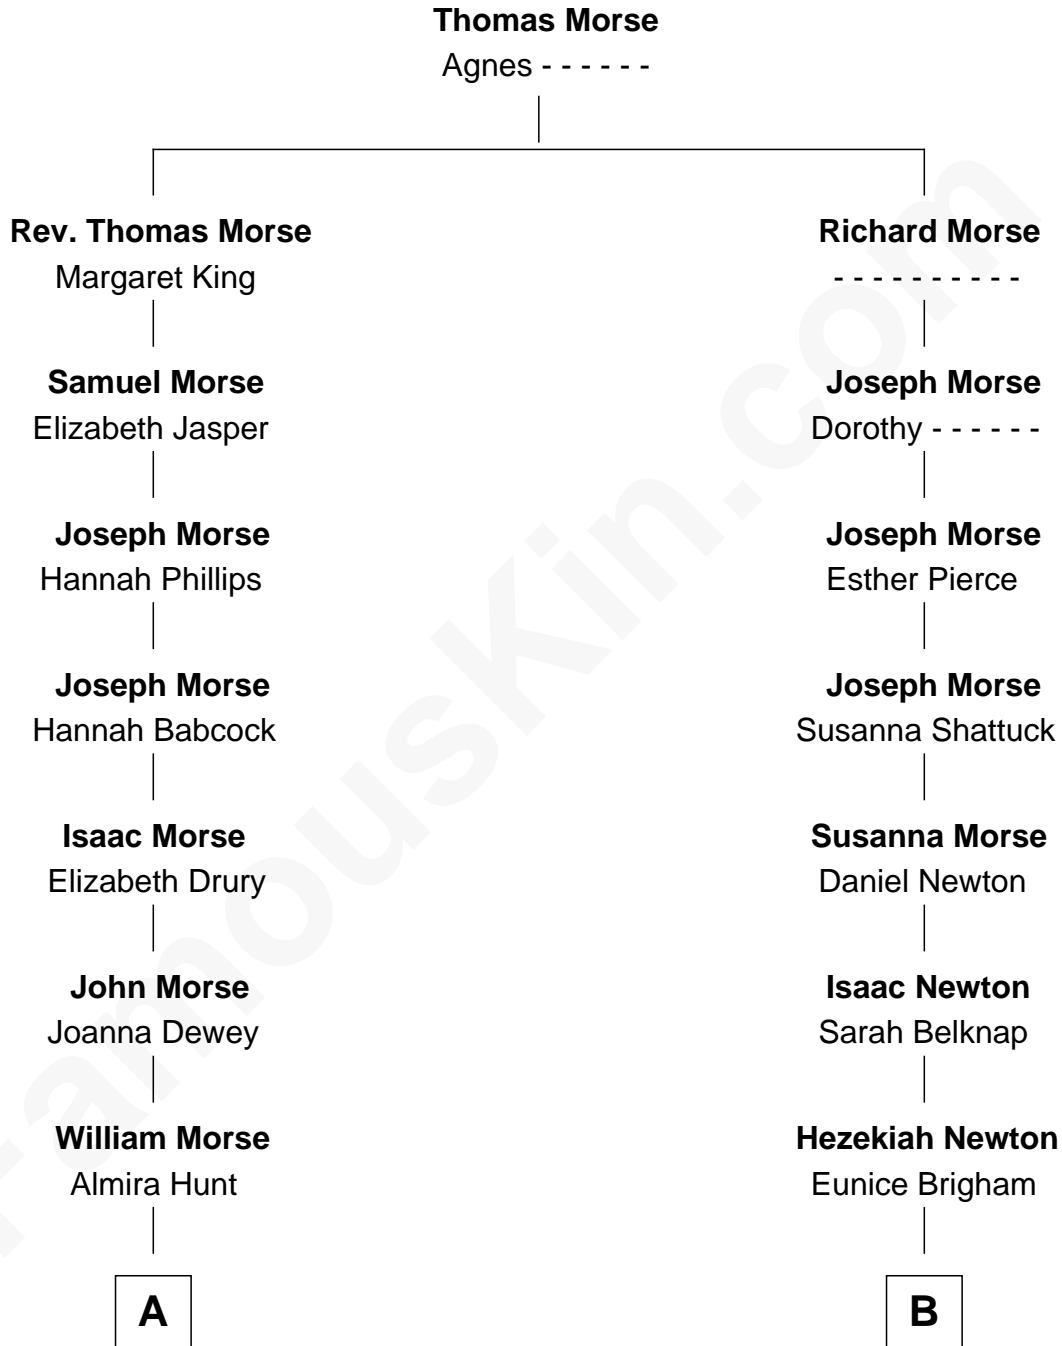 Thomas Morse
Agnes - - - - - -
Rev. Thomas Morse
Margaret King
Samuel Morse
Elizabeth Jasper
Joseph Morse
Hannah Phillips
Joseph Morse
Hannah Babcock
Isaac Morse
Elizabeth Drury
John Morse
Joanna Dewey
William Morse
Almira Hunt
A
Richard Morse
- - - - - - - - - -
Joseph Morse
Dorothy - - - - - -
Joseph Morse
Esther Pierce
Joseph Morse
Susanna Shattuck
Susanna Morse
Daniel Newton
Isaac Newton
Sarah Belknap
Hezekiah Newton
Eunice Brigham
B
FamousKin.com